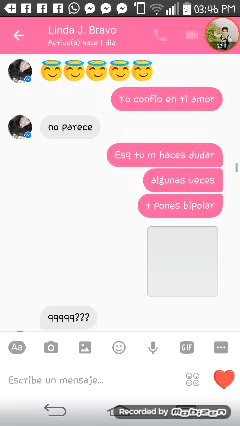 03:46 PM
Linda J. Bravo
Active(a) hace 1 día
Yo confio en ti amor
no parece
Esq tu m haces dudar
algunas veces
t pones bipolar
qqqqq???
Aa
GIF
Escribe un mensaje...
Recorded by Mobizen